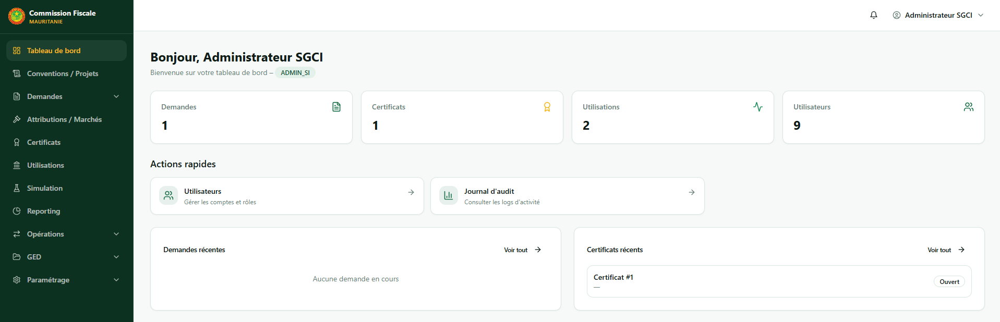 Commission Fiscale
MAURITANIE
Tableau de bord
Conventions / Projets
Demandes
Attributions / Marchés
Certificats
Utilisations
Simulation
Reporting
Opérations
GED
Paramétrage
Administrateur SGCI
Bonjour, Administrateur SGCI
Bienvenue sur votre tableau de bord – ADMIN_SI
Demandes
1
Certificats
1
Utilisations
2
Utilisateurs
9
Actions rapides
Utilisateurs
Gérer les comptes et rôles
Journal d'audit
Consulter les logs d'activité
Demandes récentes
Voir tout
Aucune demande en cours
Certificats récents
Voir tout
Certificat #1
—
Ouvert